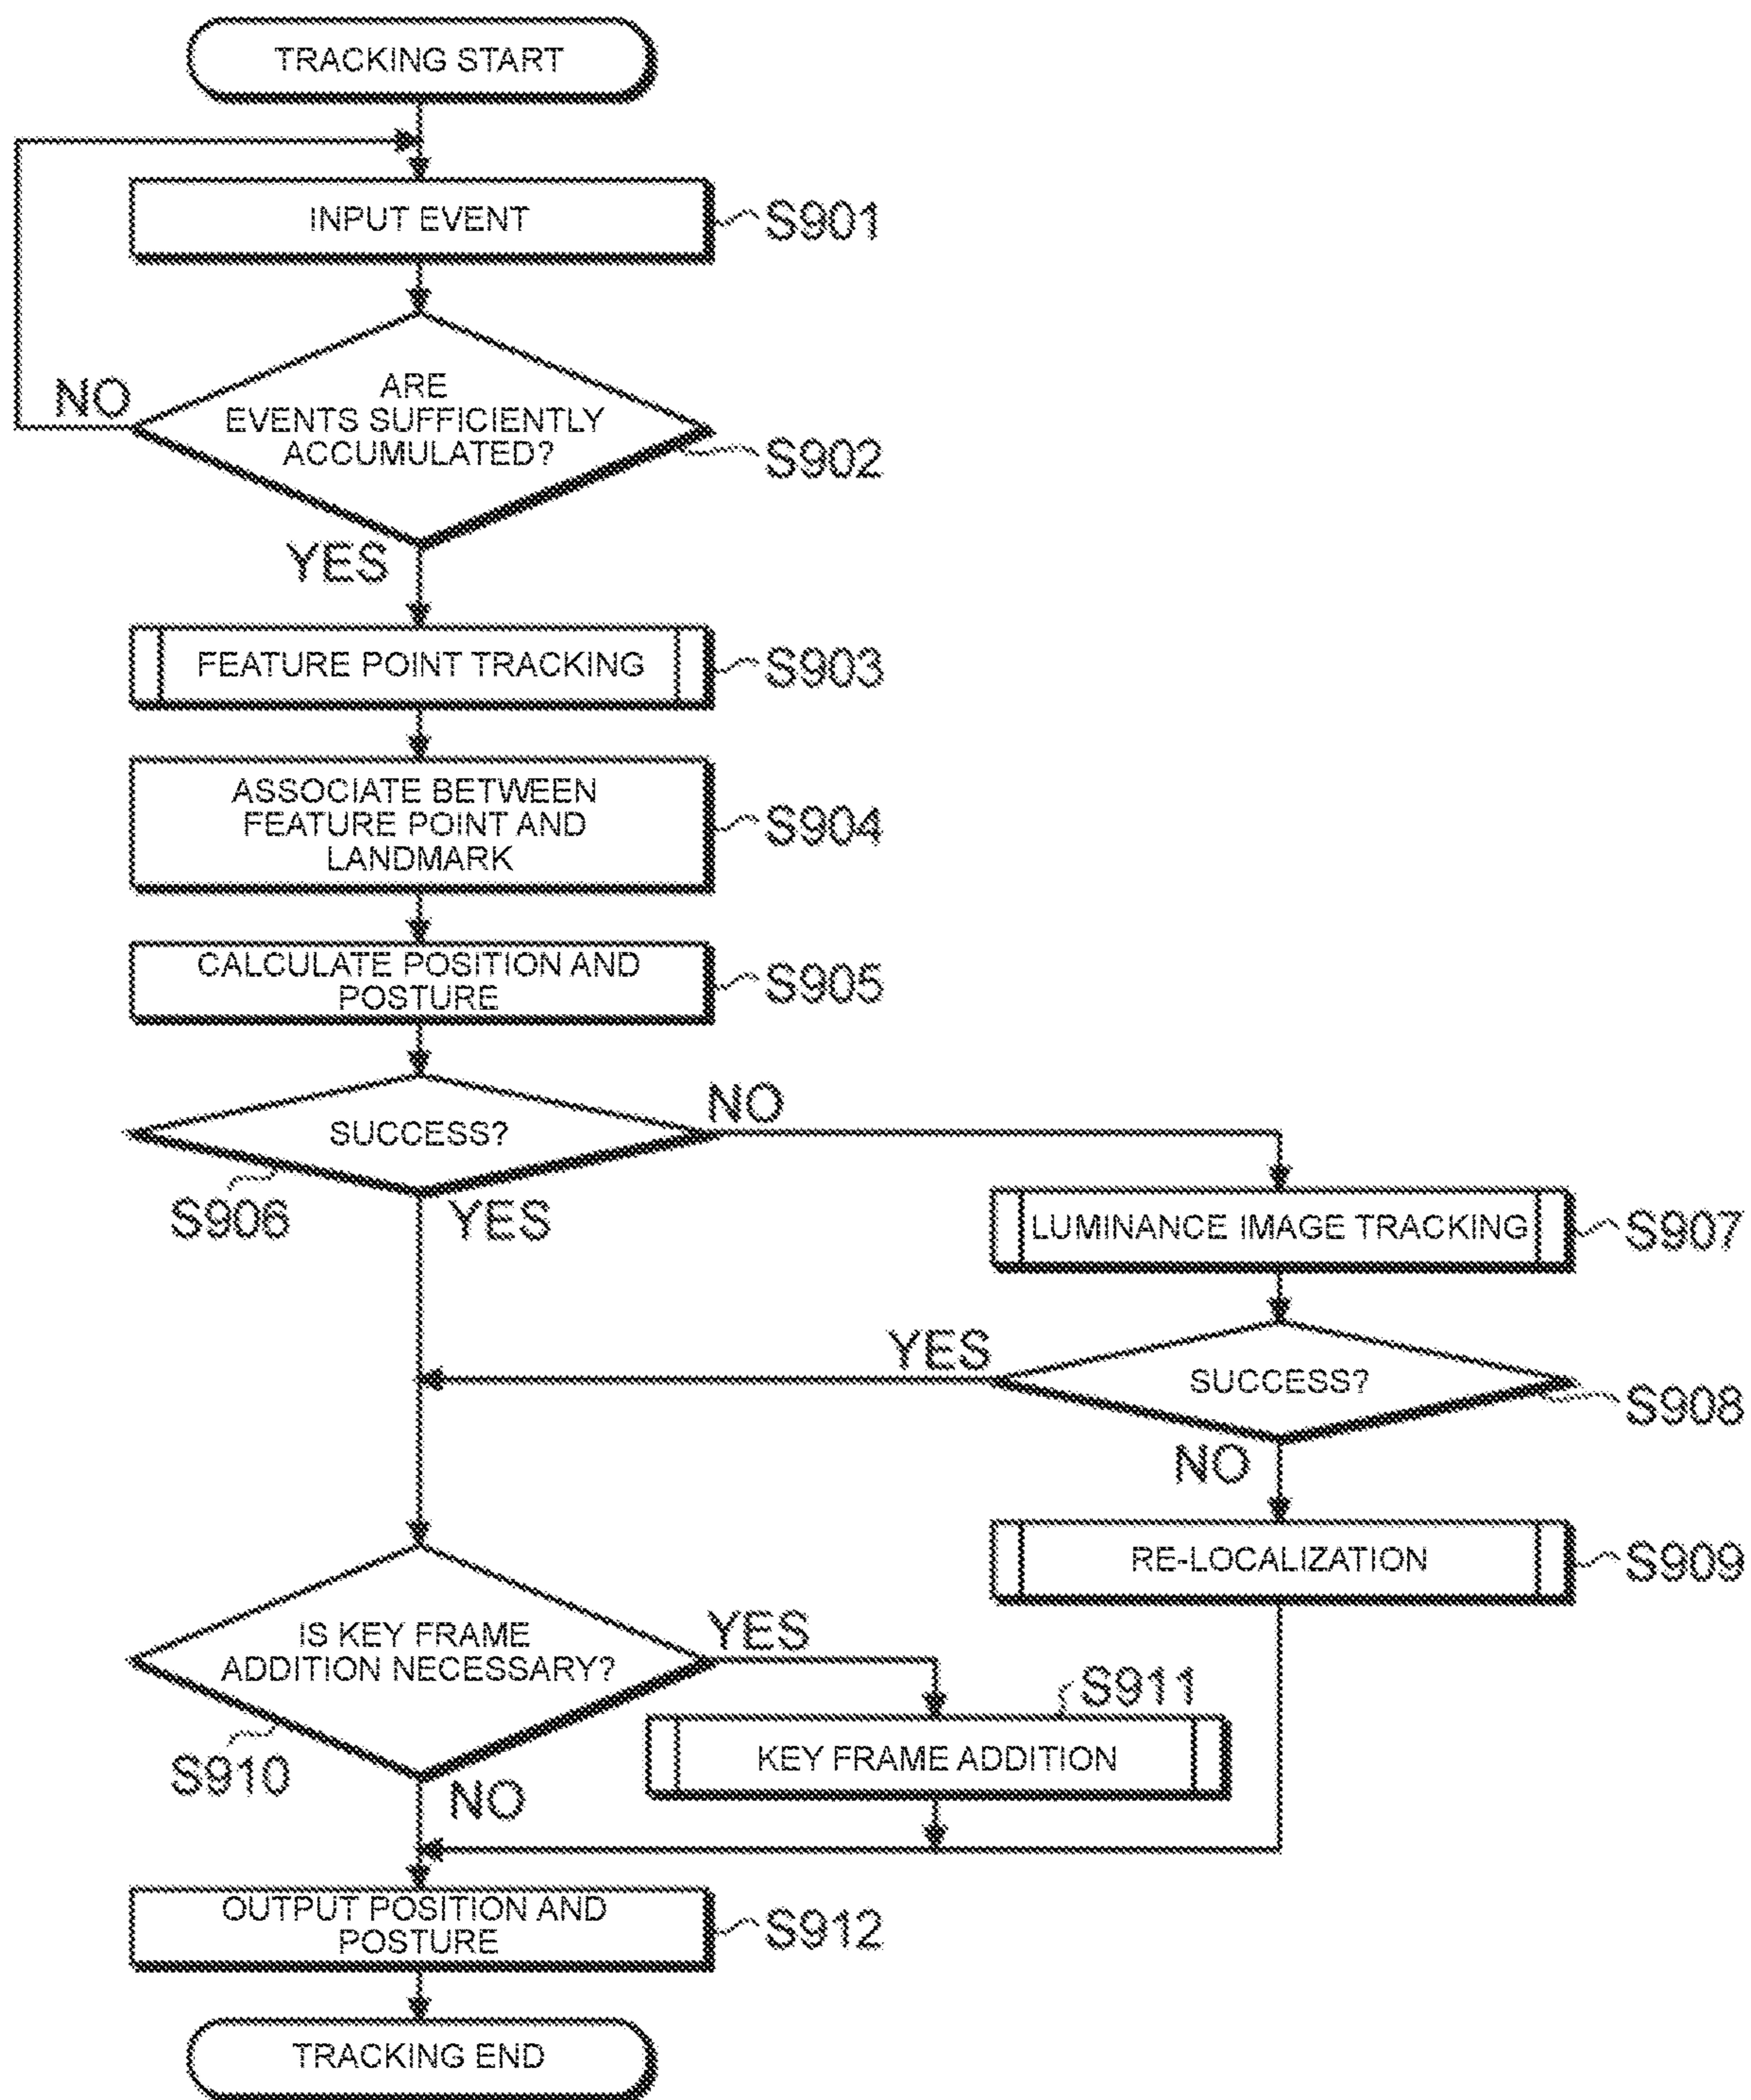 TRACKING START
INPUT EVENT
S901
ARE
EVENTS SUFFICIENTLY
ACCUMULATED?
NO
S902
YES
FEATURE POINT TRACKING
S903
ASSOCIATE BETWEEN
FEATURE POINT AND
LANDMARK
S904
CALCULATE POSITION AND
POSTURE
S905
SUCCESS?
NO
S906
YES
LUMINANCE IMAGE TRACKING
S907
YES
SUCCESS?
S908
NO
RE-LOCALIZATION
S909
IS KEY FRAME
ADDITION NECESSARY?
YES
S910
NO
S911
KEY FRAME ADDITION
OUTPUT POSITION AND
POSTURE
S912
TRACKING END